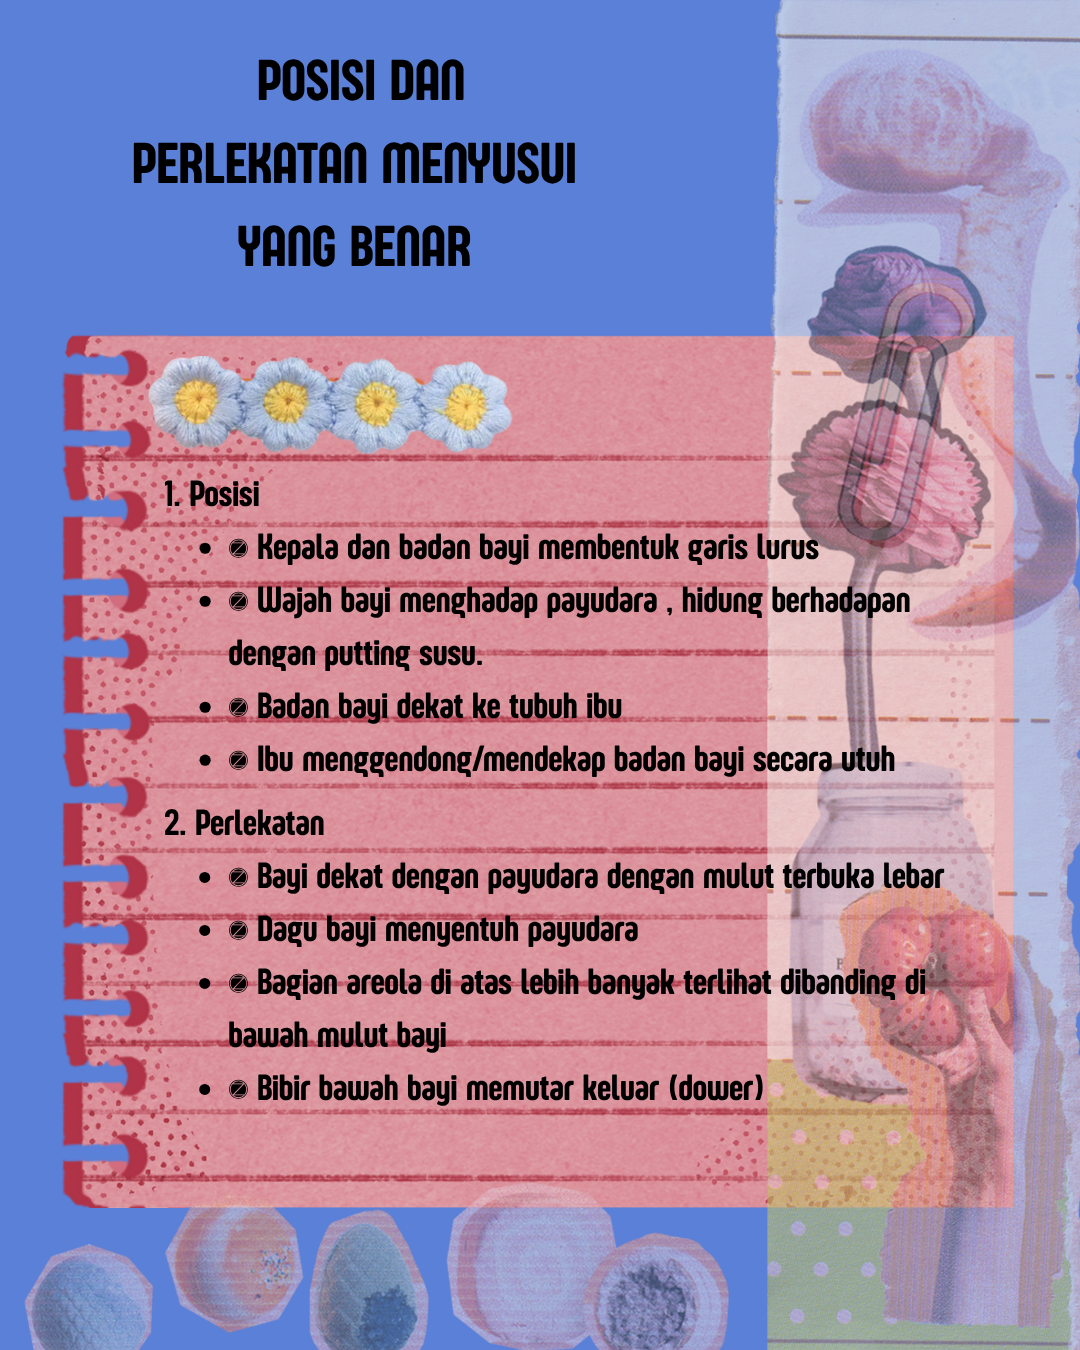 POSISI DAN
PERLEKATAN MENYUSUI
YANG BENAR
1. Posisi
• Kepala dan badan bayi membentuk garis lurus
• Wajah bayi menghadap payudara , hidung berhadapan
dengan putting susu.
• Badan bayi dekat ke tubuh ibu
• Ibu menggendong/mendekap badan bayi secara utuh
2. Perlekatan
• Bayi dekat dengan payudara dengan mulut terbuka lebar
• Dagu bayi menyentuh payudara
• Bagian areola di atas lebih banyak terlihat dibanding di
bawah mulut bayi
• Bibir bawah bayi memutar keluar (dower)